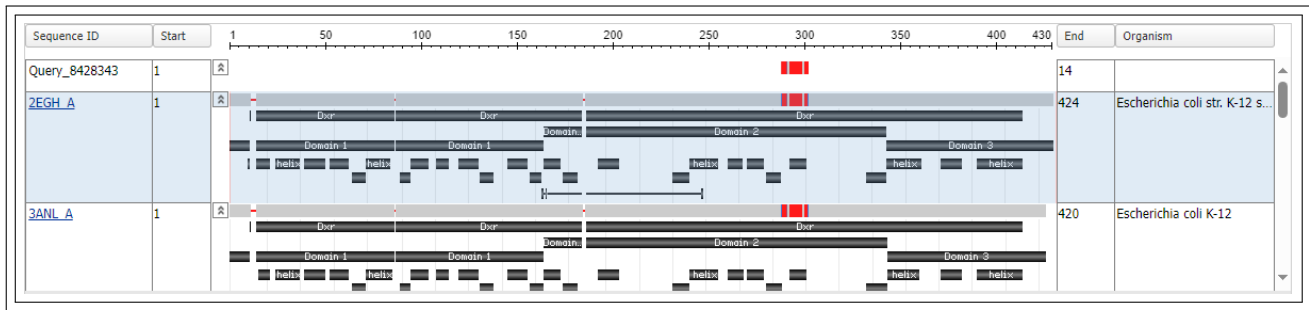 Sequence ID Start 1 50 100 150 200 250 300 350 400 430 End Organism
Query_8428343 1 14
2EGH_A 1 424 Escherichia coli str. K-12 s...
Dxr Dxr Dxr
Domain.. Domain 2
Domain 1 Domain 1 Domain 3
helix helix helix helix helix
3ANL_A 1 420 Escherichia coli K-12
Dxr Dxr Dxr
Domain.. Domain 2
Domain 1 Domain 1 Domain 3
helix helix helix helix helix